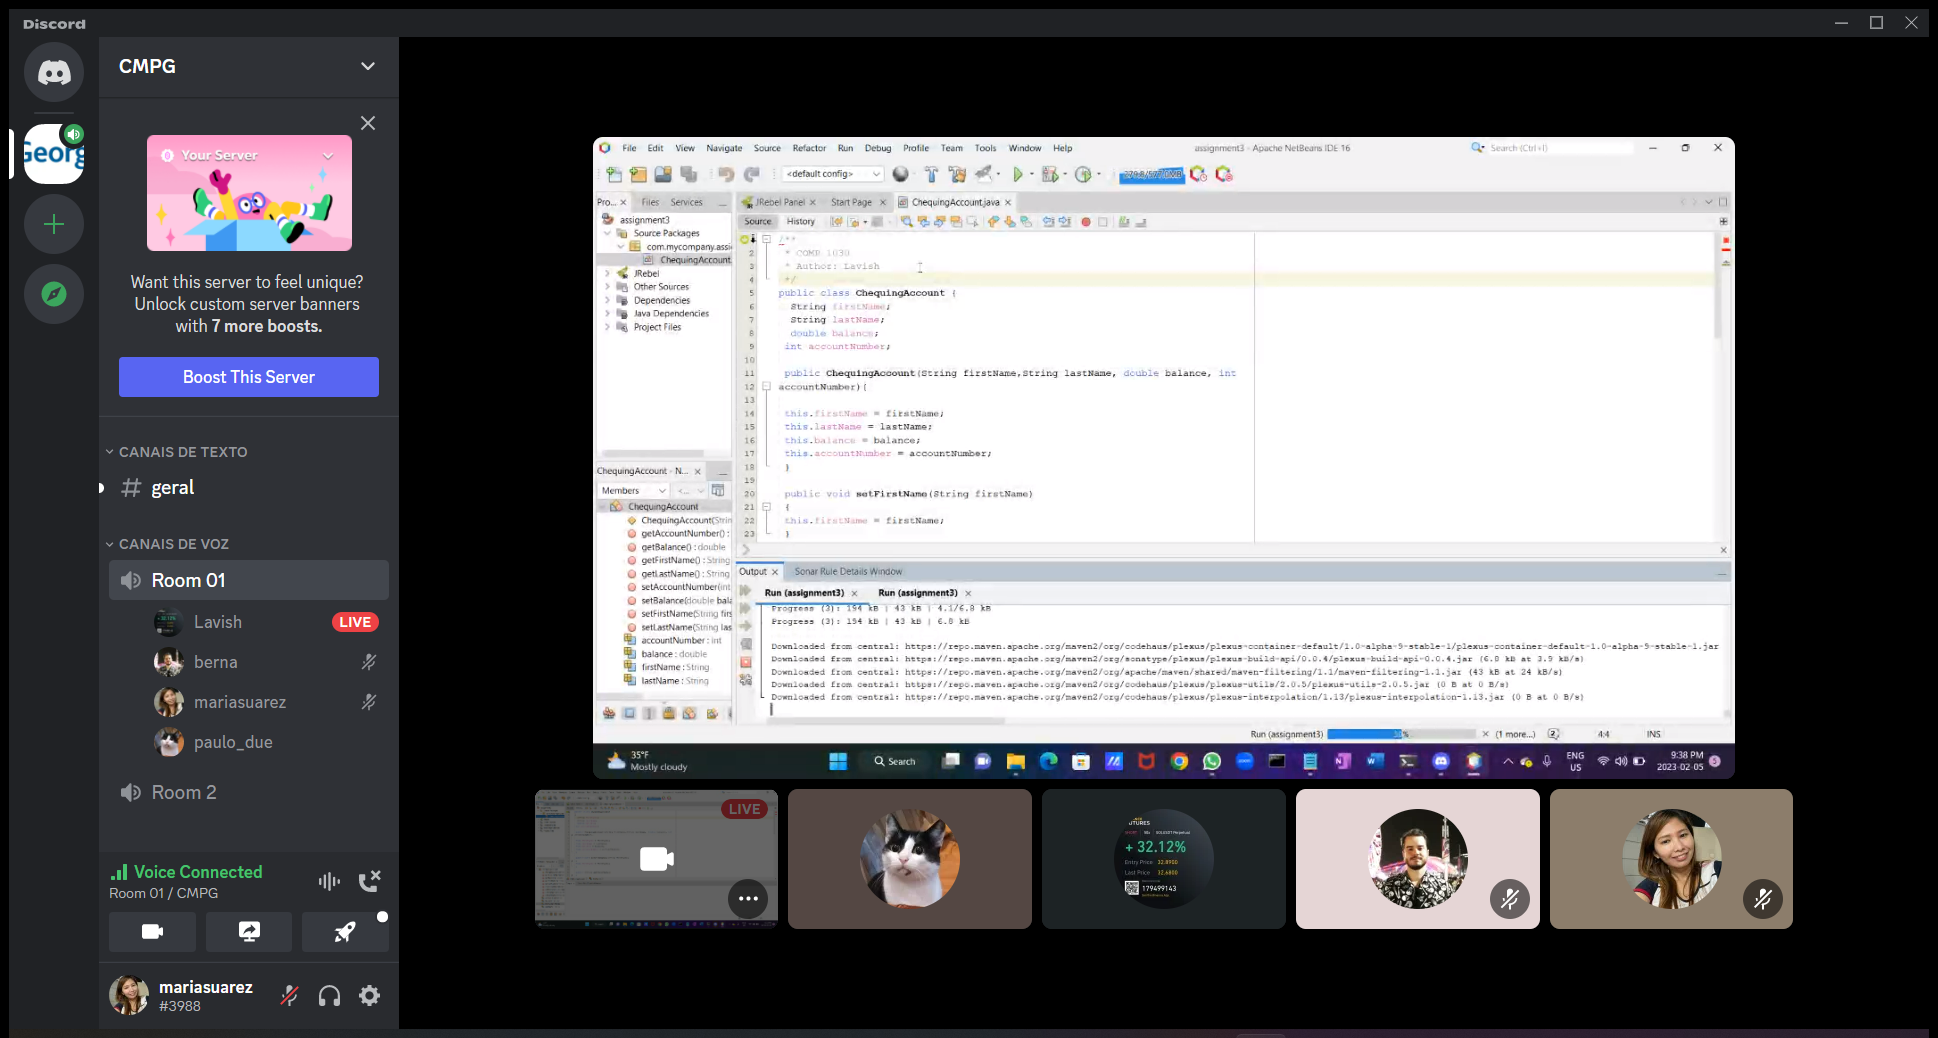 Discord
CMPG
Georg
Your Server
Want this server to feel unique?
Unlock custom server banners
with 7 more boosts.
Boost This Server
CANAIS DE TEXTO
# geral
CANAIS DE VOZ
Room 01
Lavish
LIVE
berna
mariasuarez
paulo_due
Room 2
Voice Connected
Room 01 / CMPG
mariasuarez
#3988
File Edit View Navigate Source Refactor Run Debug Profile Team Tools Window Help
assignment3 - Apache NetBeans IDE 16
Search (Ctrl+I)
<default config>
Pro... Files Services
assignment3
Source Packages
com.mycompany.assi
ChequingAccount
JRebel
Other Sources
Dependencies
Java Dependencies
Project Files
ChequingAccount - N...
Members
ChequingAccount
ChequingAccount(Strin
getAccountNumber() :
getBalance() : double
getFirstName() : String
getLastName() : String
setAccountNumber(int
setBalance(double bala
setFirstName(String firs
setLastName(String las
accountNumber : int
balance : double
firstName : String
lastName : String
JRebel Panel Start Page ChequingAccount.java
Source History
/**
2 * COMP 1030
3 * Author: Lavish
4 */
5 public class ChequingAccount {
6 String firstName;
7 String lastName;
8 double balance;
9 int accountNumber;
10
11 public ChequingAccount(String firstName,String lastName, double balance, int
12 accountNumber){
13
14 this.firstName = firstName;
15 this.lastName = lastName;
16 this.balance = balance;
17 this.accountNumber = accountNumber;
18 }
19
20 public void setFirstName(String firstName)
21 {
22 this.firstName = firstName;
23 }
Output Sonar Rule Details Window
Run (assignment3) Run (assignment3)
Progress (3): 194 kB | 43 kB | 4.1/6.8 kB
Progress (3): 194 kB | 43 kB | 6.8 kB
Downloaded from central: https://repo.maven.apache.org/maven2/org/codehaus/plexus/plexus-container-default/1.0-alpha-9-stable-1/plexus-container-default-1.0-alpha-9-stable-1.jar
Downloaded from central: https://repo.maven.apache.org/maven2/org/sonatype/plexus/plexus-build-api/0.0.4/plexus-build-api-0.0.4.jar (6.8 kB at 3.9 kB/s)
Downloaded from central: https://repo.maven.apache.org/maven2/org/apache/maven/shared/maven-filtering/1.1/maven-filtering-1.1.jar (43 kB at 24 kB/s)
Downloaded from central: https://repo.maven.apache.org/maven2/org/codehaus/plexus/plexus-utils/2.0.5/plexus-utils-2.0.5.jar (0 B at 0 B/s)
Downloaded from central: https://repo.maven.apache.org/maven2/org/codehaus/plexus/plexus-interpolation/1.13/plexus-interpolation-1.13.jar (0 B at 0 B/s)
Run (assignment3) (1 more...) 4:4 INS
35°F
Mostly cloudy
Search
ENG
US
9:38 PM
2023-02-05
LIVE
UTURES
+ 32.12%
Entry Price 32.8900
Last Price 32.6800
179499143